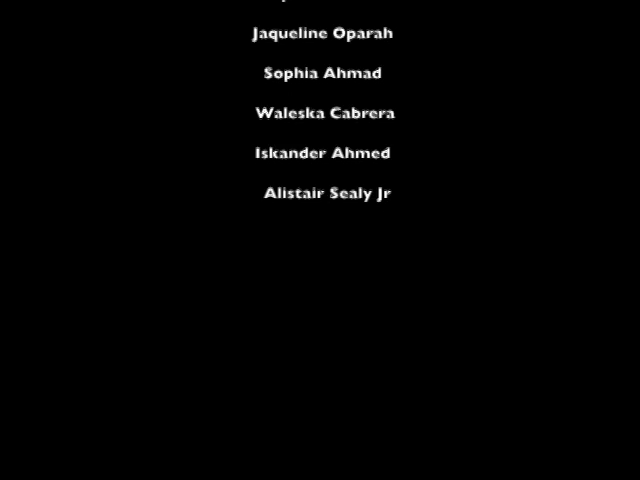 Jaqueline Oparah
Sophia Ahmad
Waleska Cabrera
Iskander Ahmed
Alistair Sealy Jr